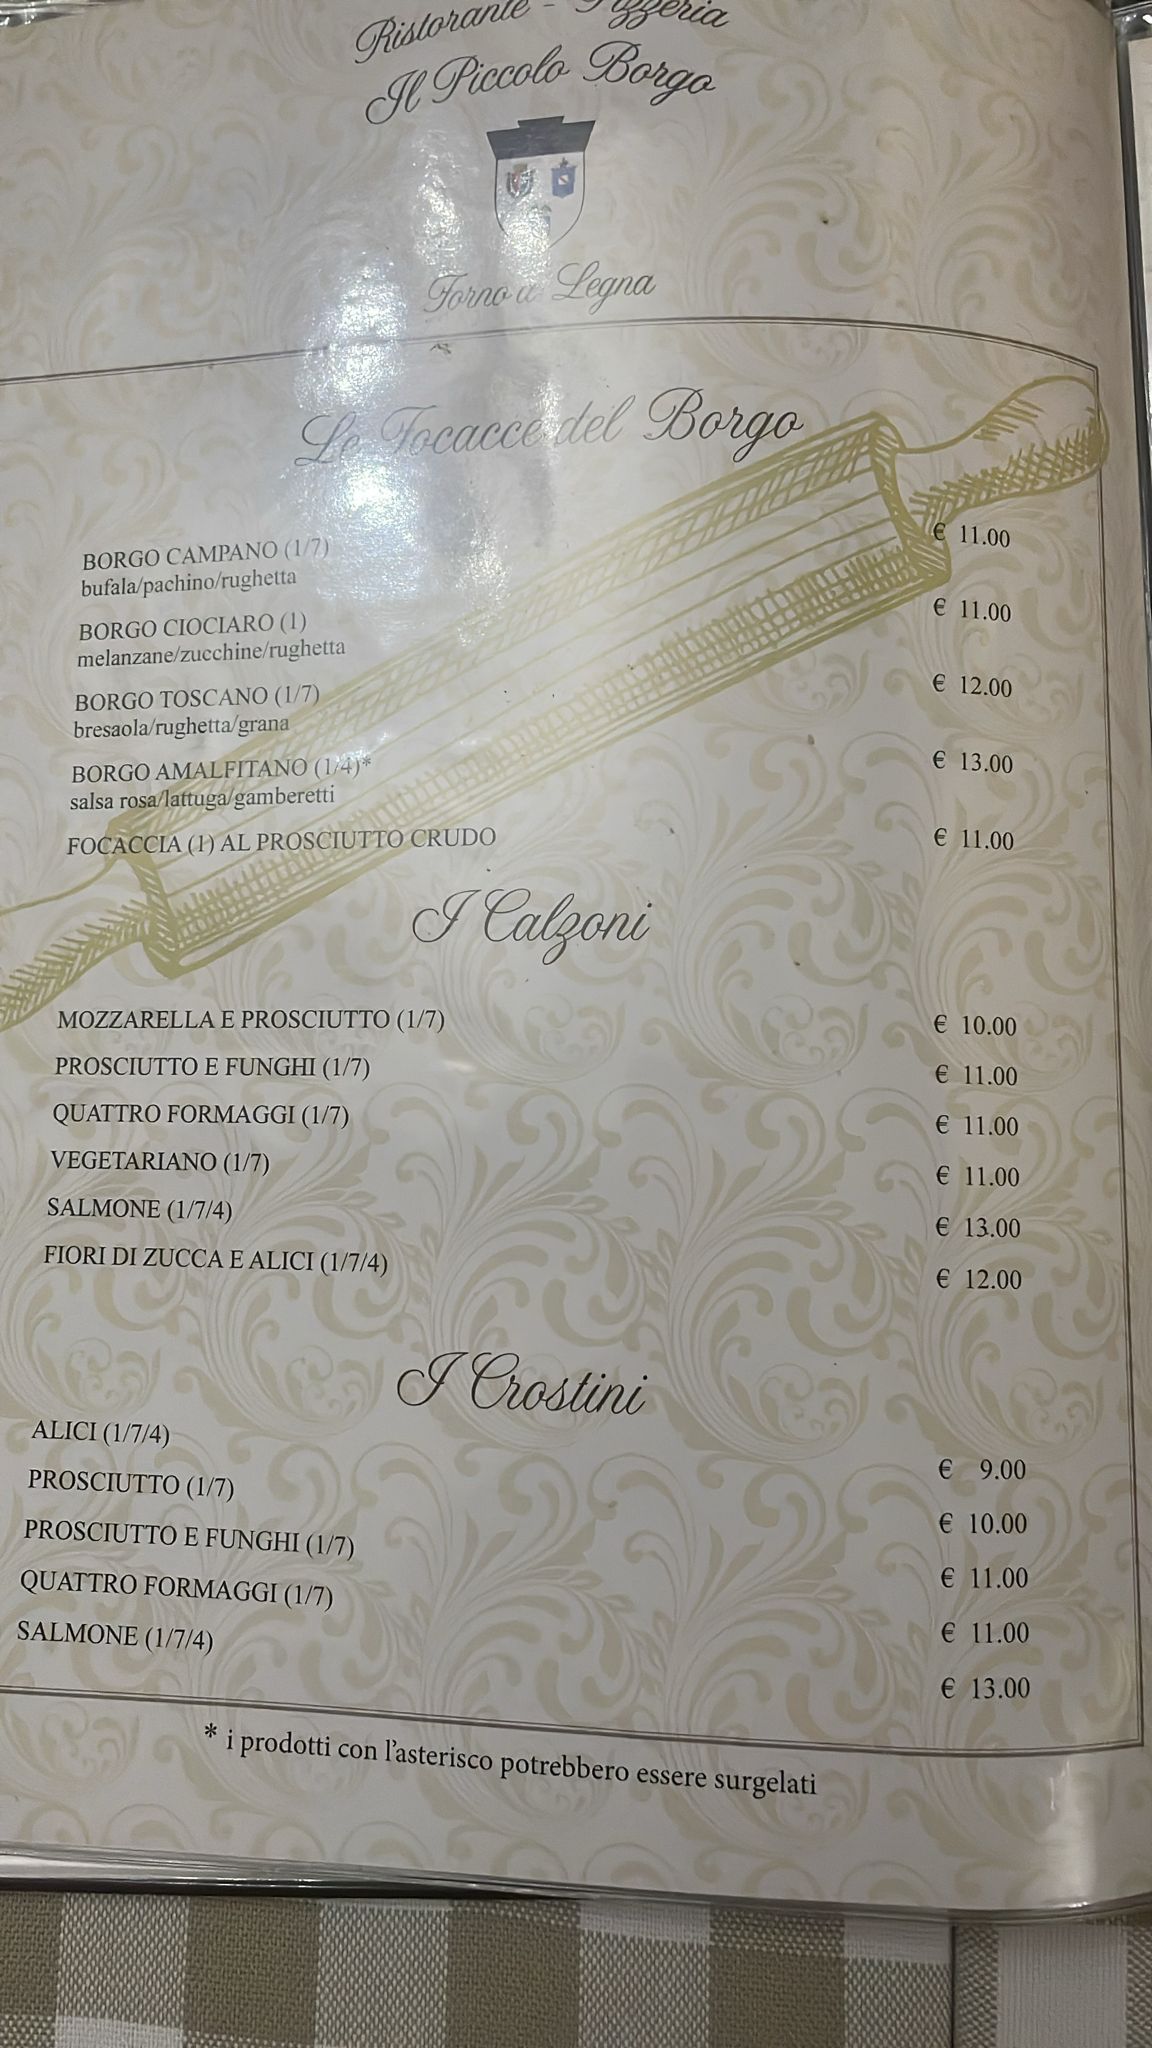 Ristorante - Pizzeria
Il Piccolo Borgo
Forno a Legna
Le Focacce del Borgo
BORGO CAMPANO (1/7) € 11.00
bufala/pachino/rughetta
BORGO CIOCIARO (1) € 11.00
melanzane/zucchine/rughetta
BORGO TOSCANO (1/7) € 12.00
bresaola/rughetta/grana
BORGO AMALFITANO (1/4)* € 13.00
salsa rosa/lattuga/gamberetti
FOCACCIA (1) AL PROSCIUTTO CRUDO € 11.00
I Calzoni
MOZZARELLA E PROSCIUTTO (1/7) € 10.00
PROSCIUTTO E FUNGHI (1/7) € 11.00
QUATTRO FORMAGGI (1/7) € 11.00
VEGETARIANO (1/7) € 11.00
SALMONE (1/7/4) € 13.00
FIORI DI ZUCCA E ALICI (1/7/4) € 12.00
I Crostini
ALICI (1/7/4) € 9.00
PROSCIUTTO (1/7) € 10.00
PROSCIUTTO E FUNGHI (1/7) € 11.00
QUATTRO FORMAGGI (1/7) € 11.00
SALMONE (1/7/4) € 13.00
* i prodotti con l'asterisco potrebbero essere surgelati